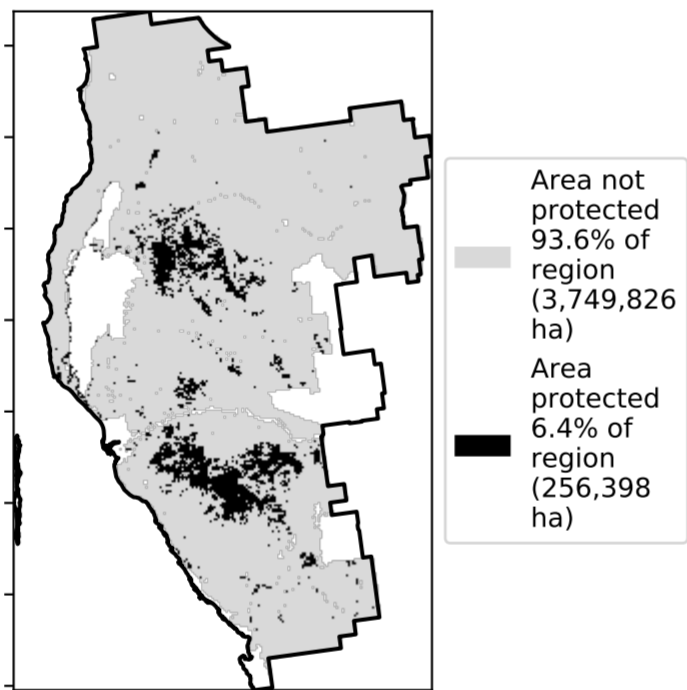 Area not
protected
93.6% of
region
(3,749,826
ha)
Area
protected
6.4% of
region
(256,398
ha)